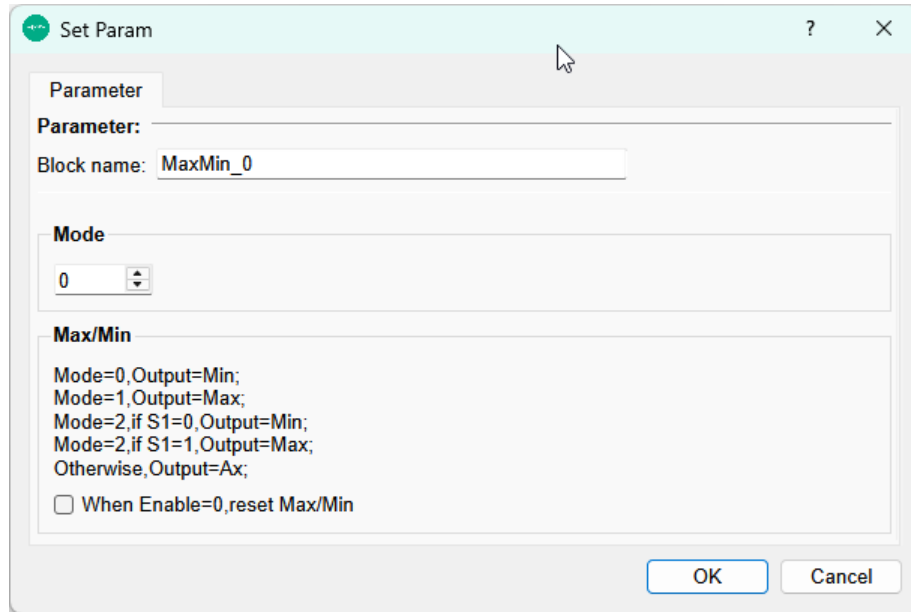 Set Param
?
Parameter
Parameter:
Block name: MaxMin_0
Mode
0
Max/Min
Mode=0,Output=Min;
Mode=1,Output=Max;
Mode=2,if S1=0,Output=Min;
Mode=2,if S1=1,Output=Max;
Otherwise,Output=Ax;
When Enable=0,reset Max/Min
OK Cancel